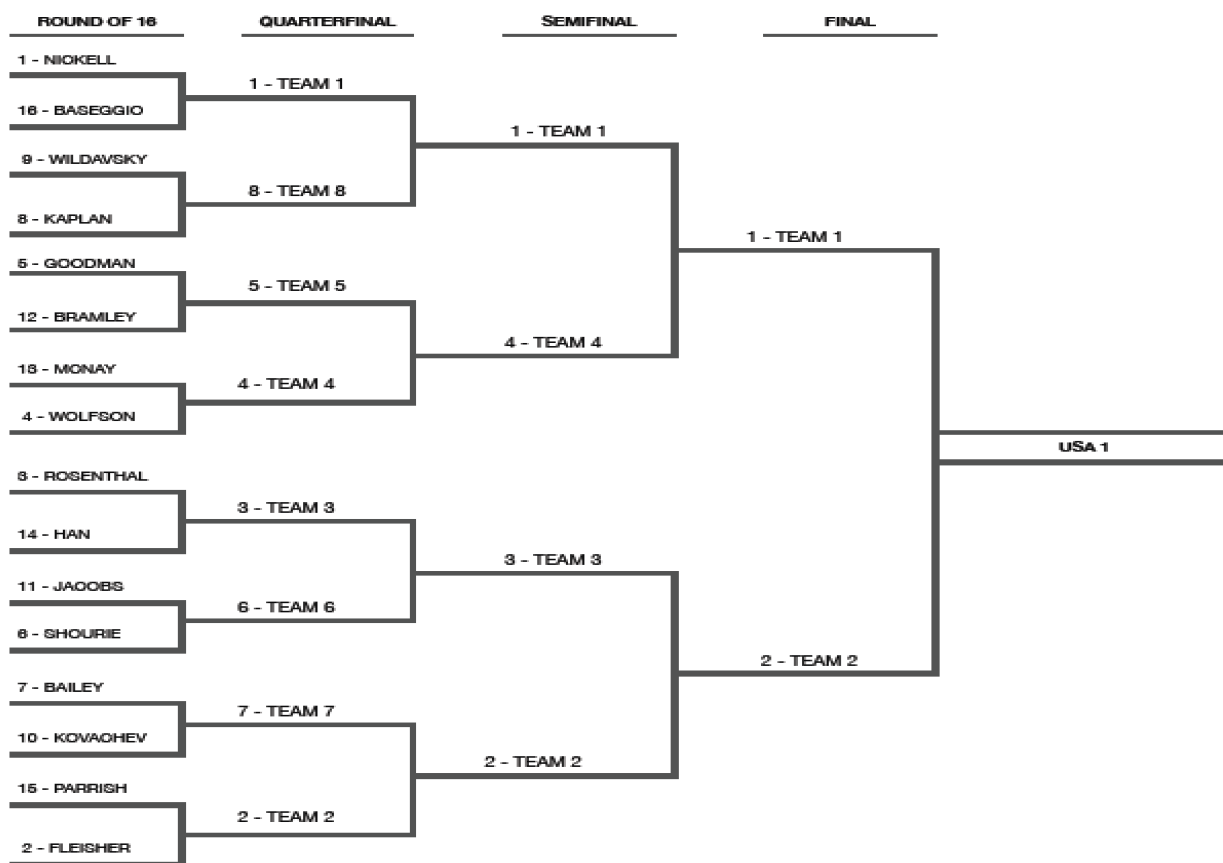 ROUND OF 16 QUARTERFINAL SEMIFINAL FINAL
1 - NICKELL
1 - TEAM 1
16 - BASEGGIO
1 - TEAM 1
9 - WILDAVSKY
8 - TEAM 8
8 - KAPLAN
1 - TEAM 1
5 - GOODMAN
5 - TEAM 5
12 - BRAMLEY
4 - TEAM 4
13 - MONAY
4 - TEAM 4
4 - WOLFSON
USA 1
3 - ROSENTHAL
3 - TEAM 3
14 - HAN
3 - TEAM 3
11 - JACOBS
6 - TEAM 6
6 - SHOURIE
2 - TEAM 2
7 - BAILEY
7 - TEAM 7
10 - KOVACHEV
2 - TEAM 2
15 - PARRISH
2 - TEAM 2
2 - FLEISHER